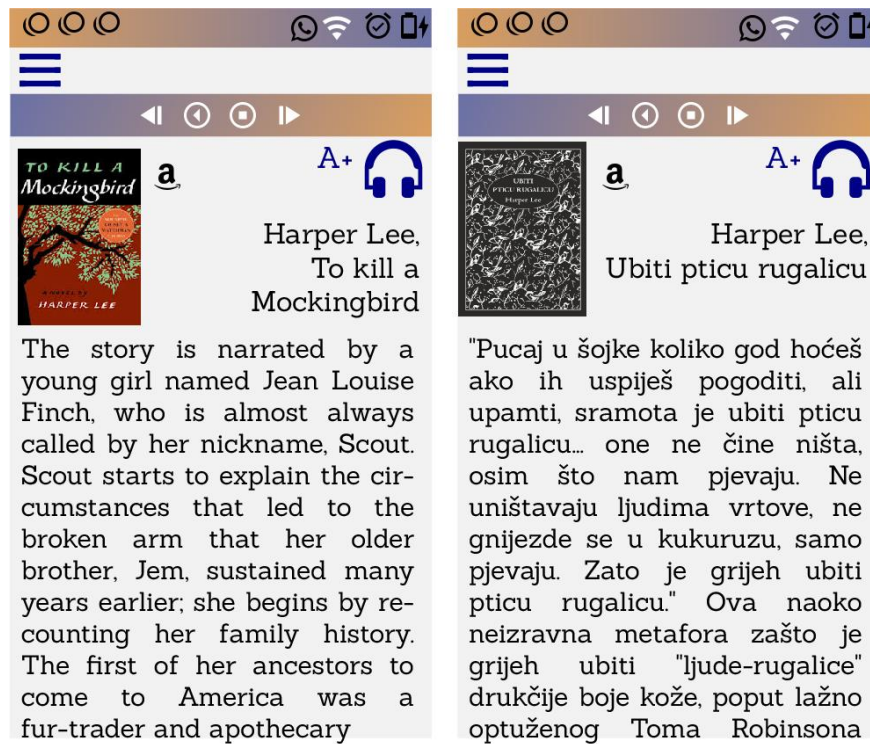 TO KILL A
Mockingbird
A NOVEL BY
HARPER LEE
a
A+
Harper Lee,
To kill a
Mockingbird
The story is narrated by a
young girl named Jean Louise
Finch, who is almost always
called by her nickname, Scout.
Scout starts to explain the cir-
cumstances that led to the
broken arm that her older
brother, Jem, sustained many
years earlier; she begins by re-
counting her family history.
The first of her ancestors to
come to America was a
fur-trader and apothecary
UBITI
PTICU RUGALICU
Harper Lee
a
A+
Harper Lee,
Ubiti pticu rugalicu
"Pucaj u šojke koliko god hoćeš
ako ih uspiješ pogoditi, ali
upamti, sramota je ubiti pticu
rugalicu... one ne čine ništa,
osim što nam pjevaju. Ne
uništavaju ljudima vrtove, ne
gnijezde se u kukuruzu, samo
pjevaju. Zato je grijeh ubiti
pticu rugalicu." Ova naoko
neizravna metafora zašto je
grijeh ubiti "ljude-rugalice"
drukčije boje kože, poput lažno
optuženog Toma Robinsona